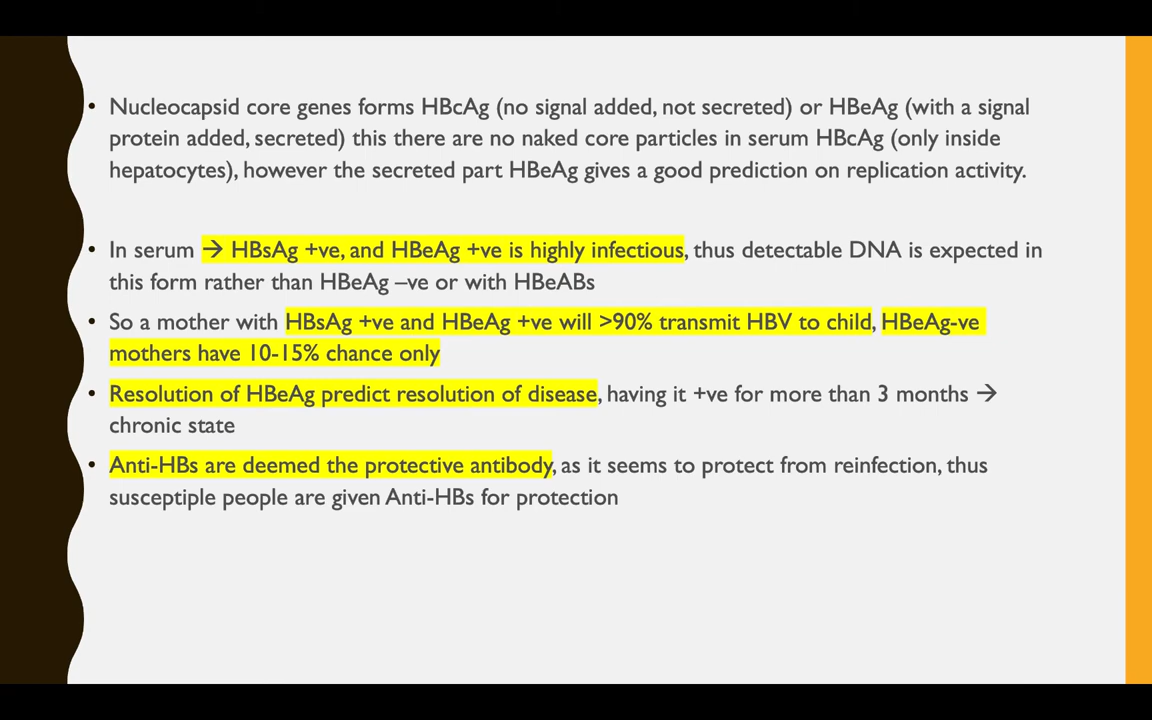 • Nucleocapsid core genes forms HBcAg (no signal added, not secreted) or HBeAg (with a signal
protein added, secreted) this there are no naked core particles in serum HBcAg (only inside
hepatocytes), however the secreted part HBeAg gives a good prediction on replication activity.
• In serum → HBsAg +ve, and HBeAg +ve is highly infectious, thus detectable DNA is expected in
this form rather than HBeAg –ve or with HBeABs
• So a mother with HBsAg +ve and HBeAg +ve will >90% transmit HBV to child, HBeAg-ve
mothers have 10-15% chance only
• Resolution of HBeAg predict resolution of disease, having it +ve for more than 3 months →
chronic state
• Anti-HBs are deemed the protective antibody, as it seems to protect from reinfection, thus
susceptiple people are given Anti-HBs for protection